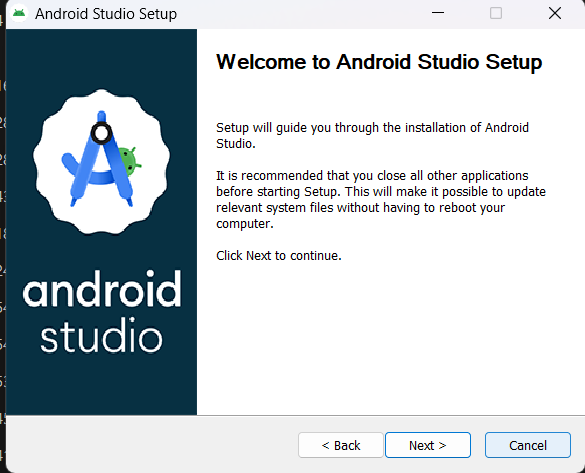 Android Studio Setup
Welcome to Android Studio Setup
Setup will guide you through the installation of Android
Studio.
It is recommended that you close all other applications
before starting Setup. This will make it possible to update
relevant system files without having to reboot your
computer.
Click Next to continue.
android
studio
< Back
Next >
Cancel